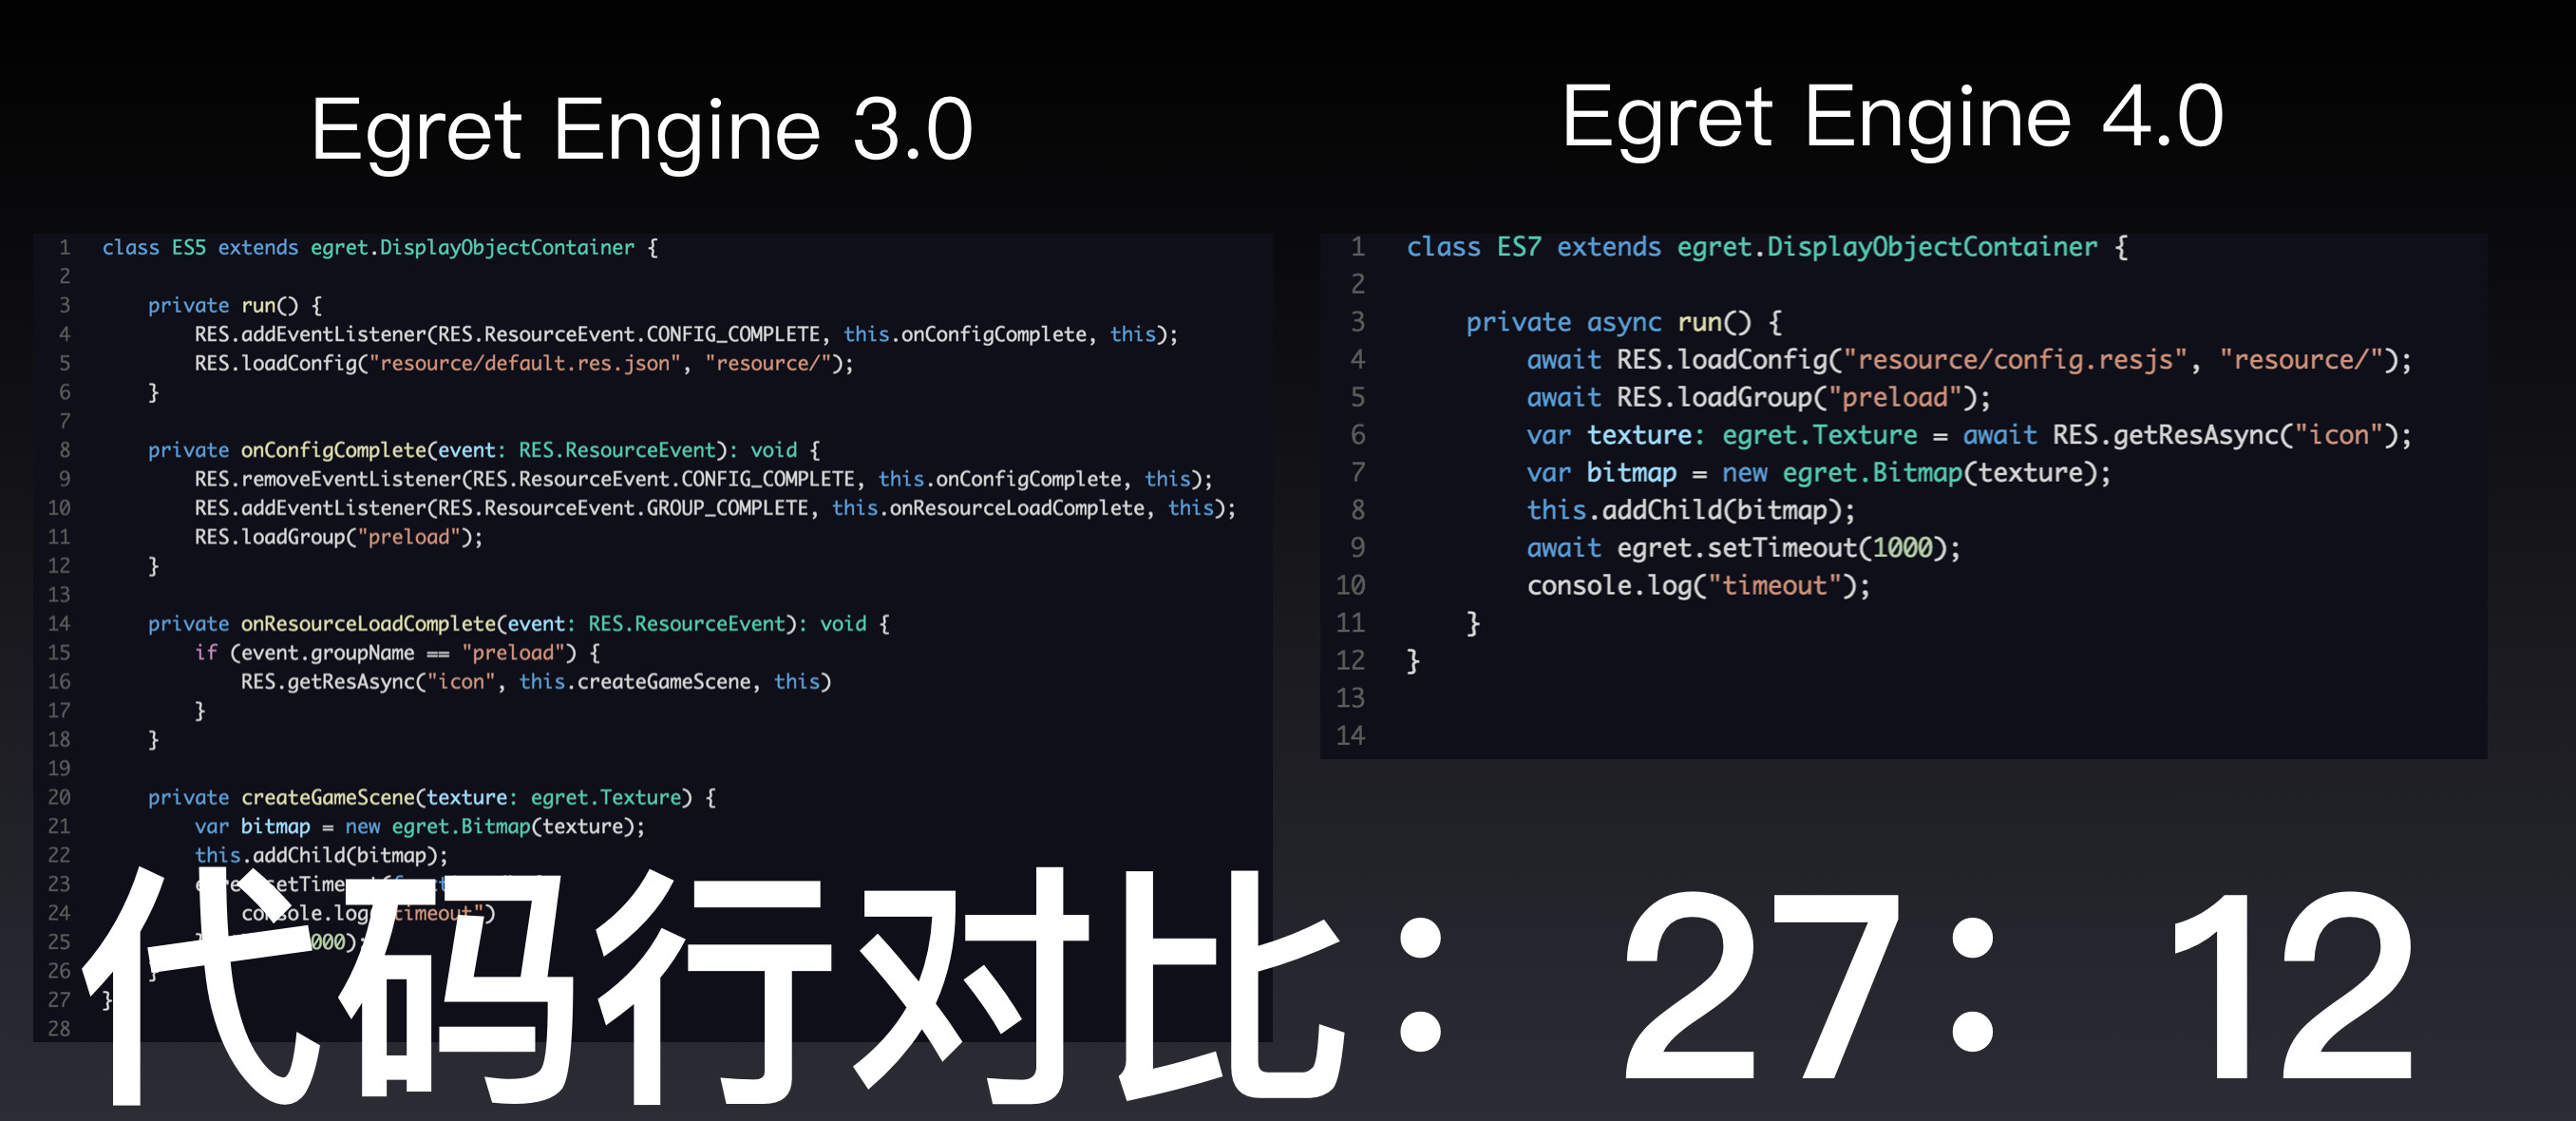 Egret Engine 3.0
1 class ES5 extends egret.DisplayObjectContainer {
2
3 private run() {
4 RES.addEventListener(RES.ResourceEvent.CONFIG_COMPLETE, this.onConfigComplete, this);
5 RES.loadConfig("resource/default.res.json", "resource/");
6 }
7
8 private onConfigComplete(event: RES.ResourceEvent): void {
9 RES.removeEventListener(RES.ResourceEvent.CONFIG_COMPLETE, this.onConfigComplete, this);
10 RES.addEventListener(RES.ResourceEvent.GROUP_COMPLETE, this.onResourceLoadComplete, this);
11 RES.loadGroup("preload");
12 }
13
14 private onResourceLoadComplete(event: RES.ResourceEvent): void {
15 if (event.groupName == "preload") {
16 RES.getResAsync("icon", this.createGameScene, this)
17 }
18 }
19
20 private createGameScene(texture: egret.Texture) {
21 var bitmap = new egret.Bitmap(texture);
22 this.addChild(bitmap);
23
24 console.log("timeout")
25
26 }
27 }
28
Egret Engine 4.0
1 class ES7 extends egret.DisplayObjectContainer {
2
3 private async run() {
4 await RES.loadConfig("resource/config.resjs", "resource/");
5 await RES.loadGroup("preload");
6 var texture: egret.Texture = await RES.getResAsync("icon");
7 var bitmap = new egret.Bitmap(texture);
8 this.addChild(bitmap);
9 await egret.setTimeout(1000);
10 console.log("timeout");
11 }
12 }
13
14
代码行对比：27：12